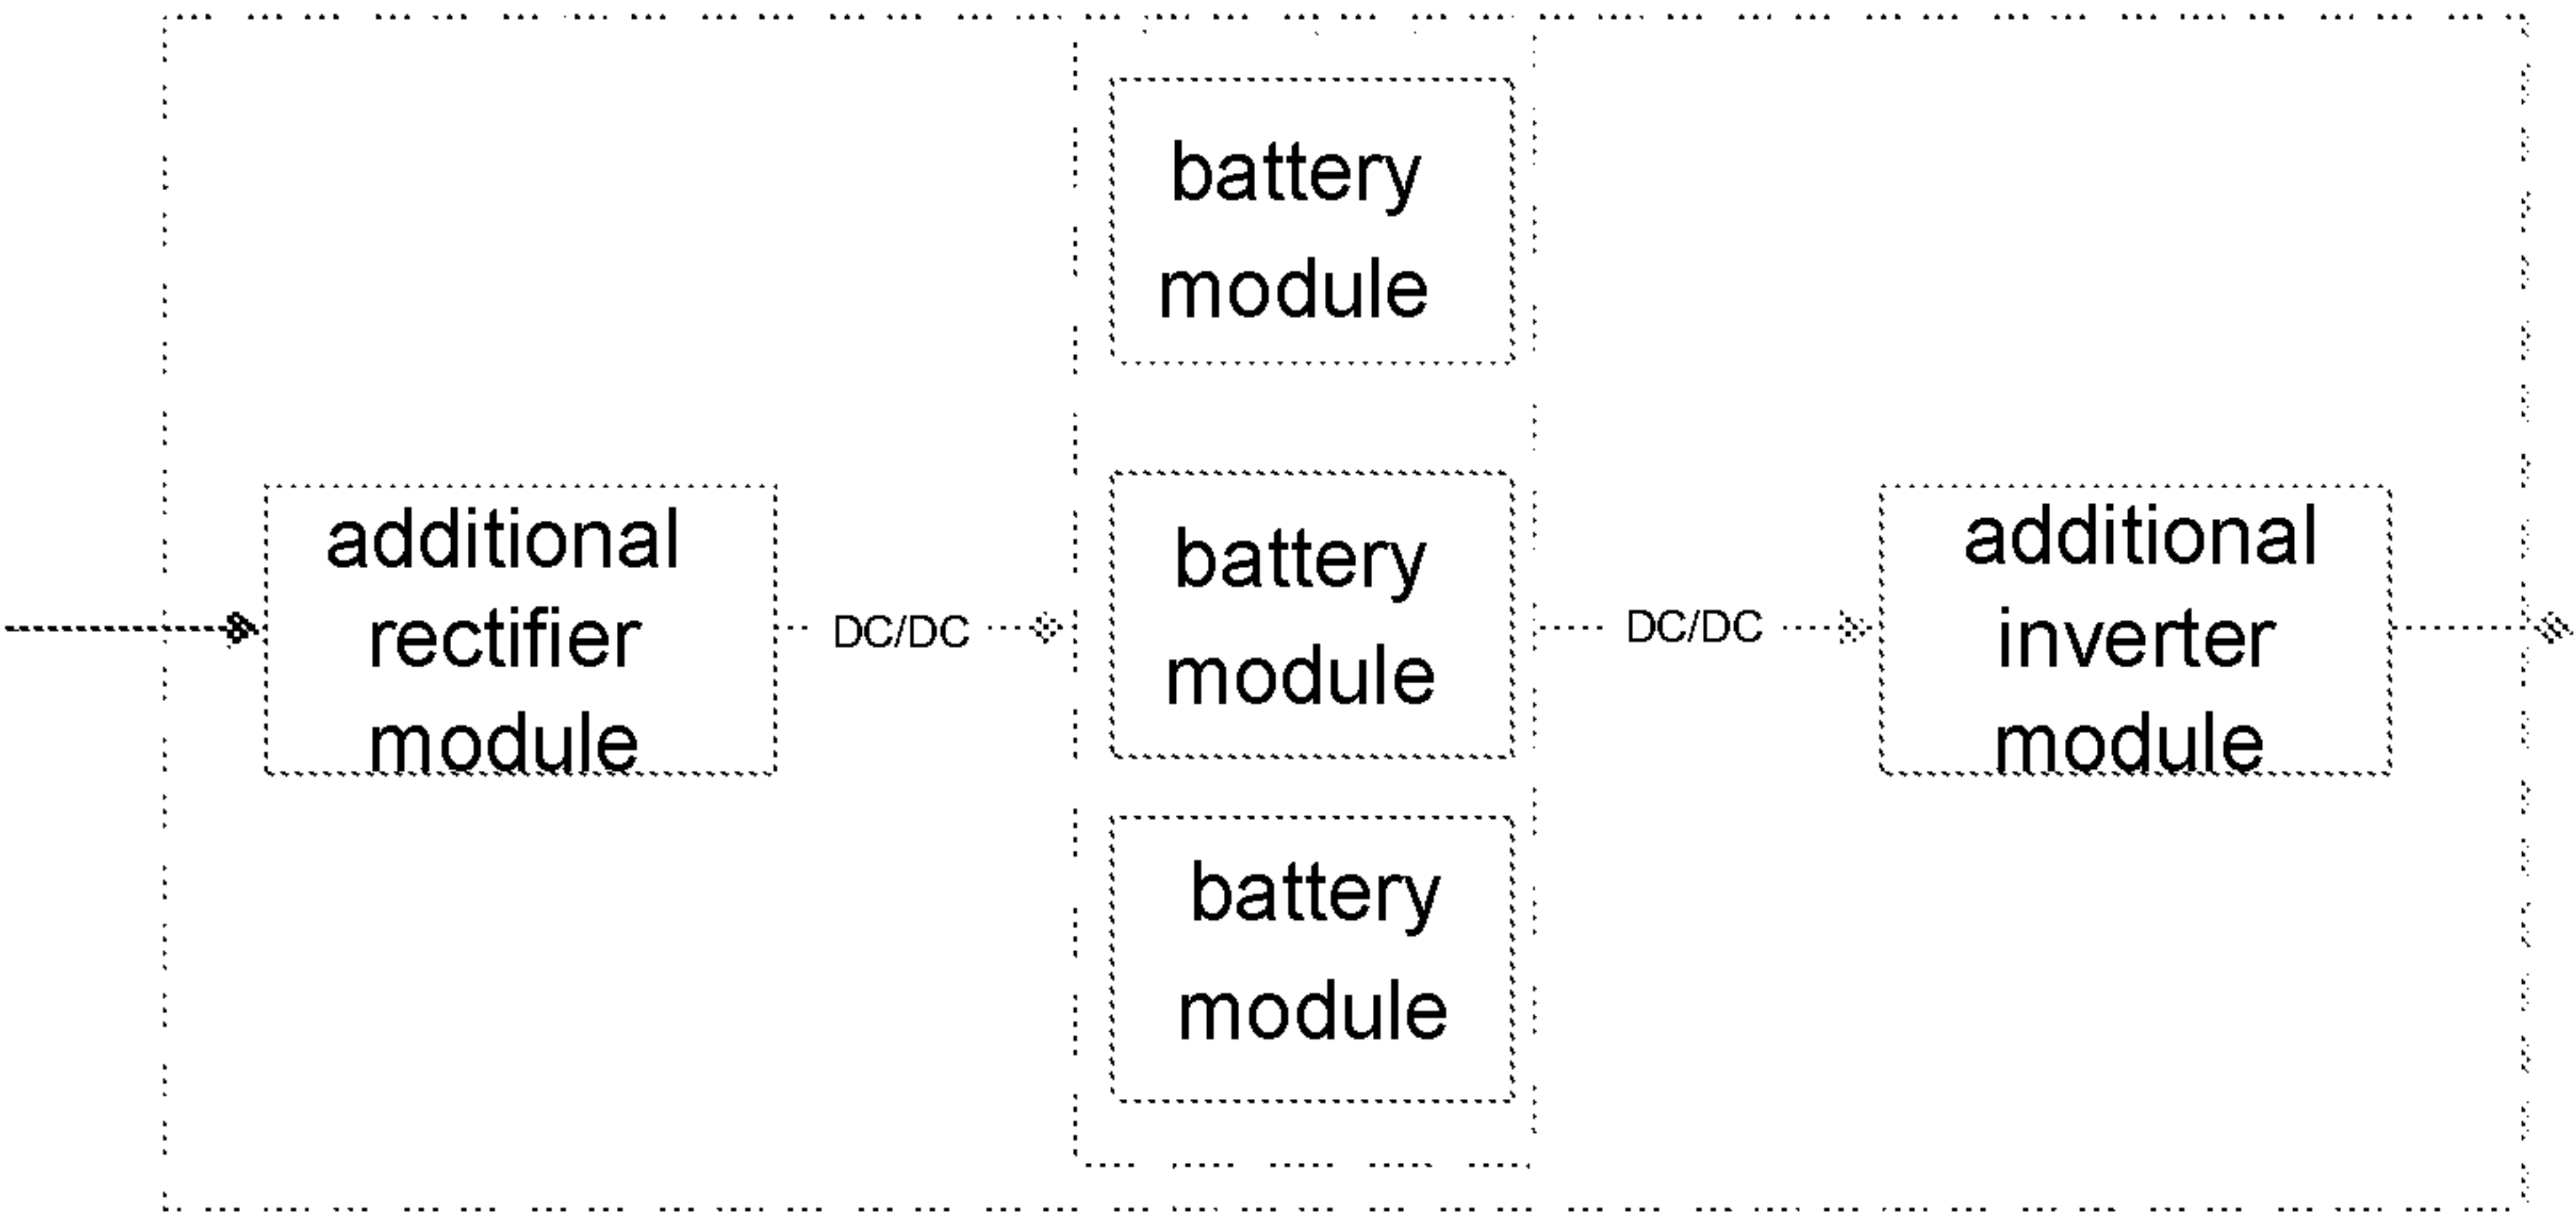 battery
module
additional
rectifier
module
DC/DC
battery
module
DC/DC
additional
inverter
module
battery
module